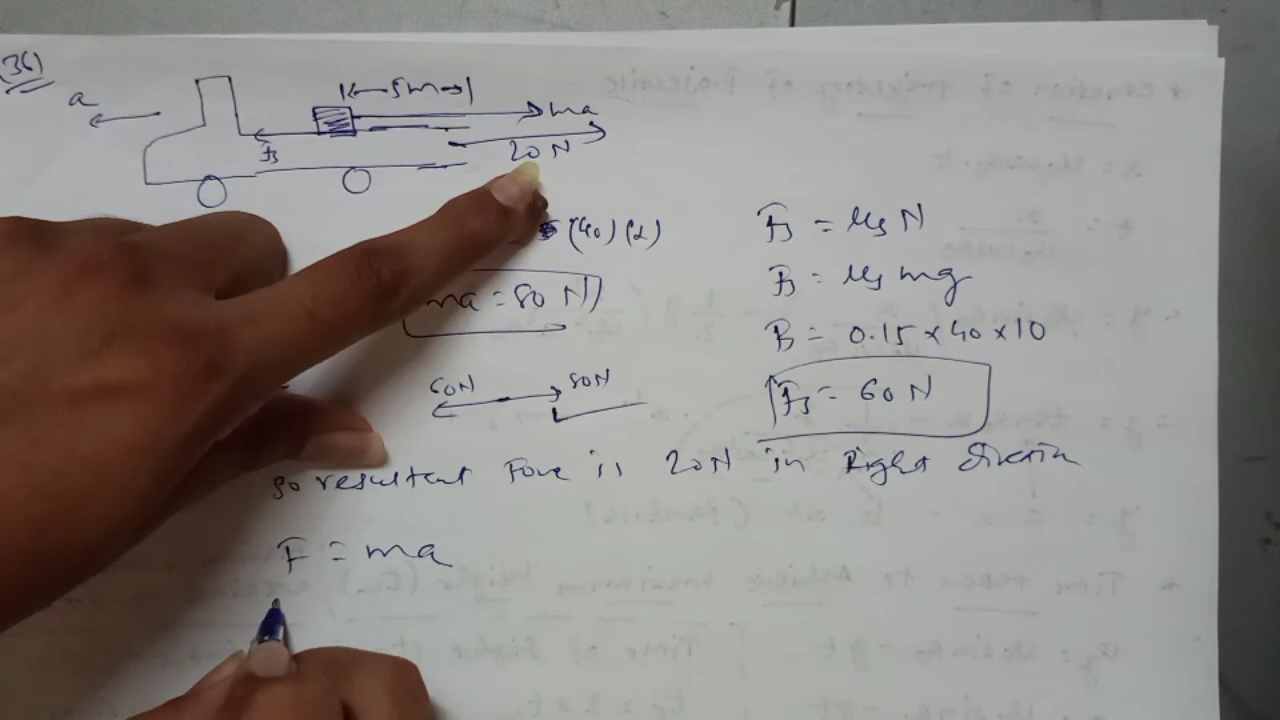 (36)
a
|← 5m →|
ma
fs
20 N
(40) (2)
ma = 80 N
60N 80N
Fs = μs N
Fs = μs mg
Fs = 0.15 × 40 × 10
Fs = 60 N
so resultent Force is 20N in Right direction
F = ma